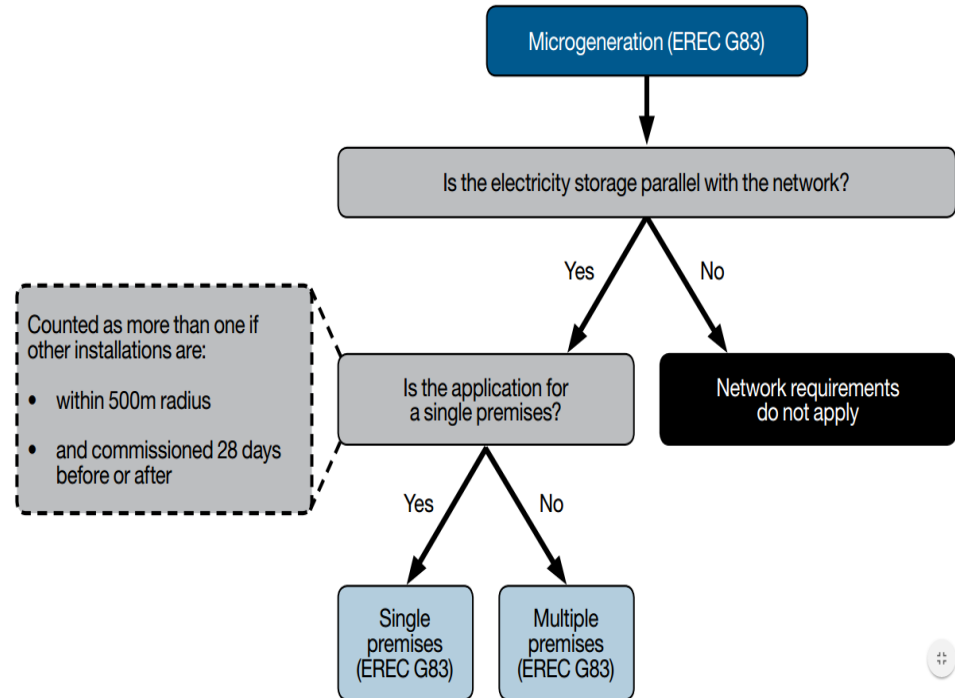 Microgeneration (EREC G83)
Is the electricity storage parallel with the network?
Yes
No
Counted as more than one if
other installations are:
• within 500m radius
• and commissioned 28 days
before or after
Is the application for
a single premises?
Network requirements
do not apply
Yes
No
Single
premises
(EREC G83)
Multiple
premises
(EREC G83)